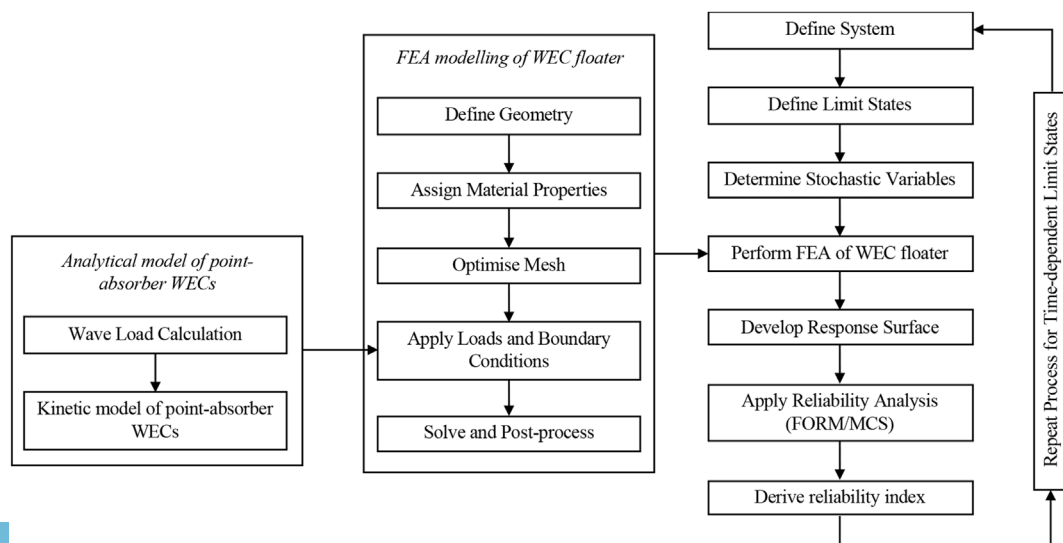 Analytical model of point-
absorber WECs
Wave Load Calculation
Kinetic model of point-absorber
WECs
FEA modelling of WEC floater
Define Geometry
Assign Material Properties
Optimise Mesh
Apply Loads and Boundary
Conditions
Solve and Post-process
Define System
Define Limit States
Determine Stochastic Variables
Perform FEA of WEC floater
Develop Response Surface
Apply Reliability Analysis
(FORM/MCS)
Derive reliability index
Repeat Process for Time-dependent Limit States